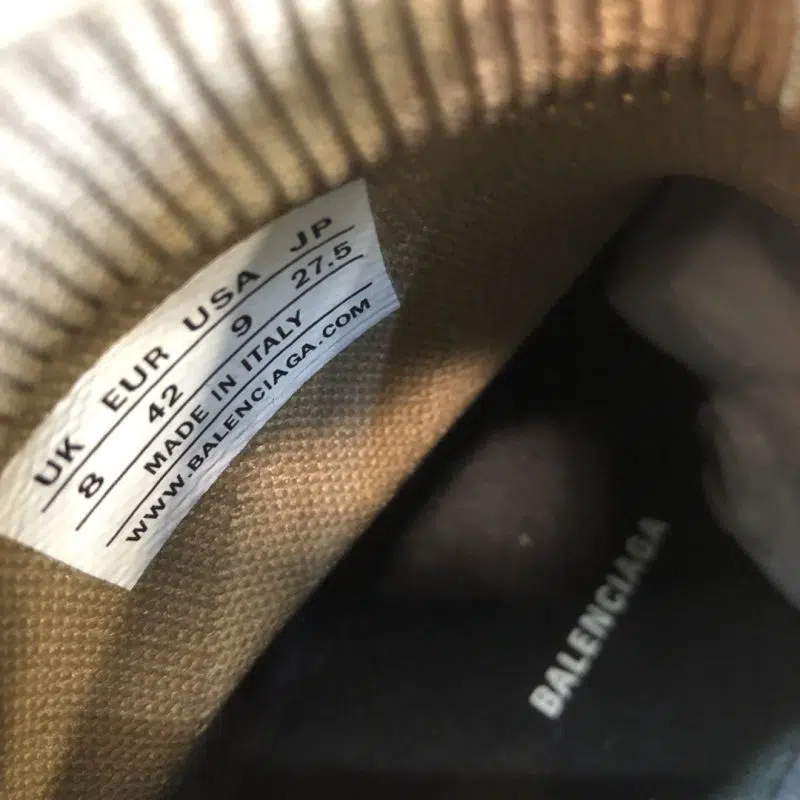 UK EUR USA JP
8 42 9 27.5
MADE IN ITALY
WWW.BALENCIAGA.COM
BALENCIAGA